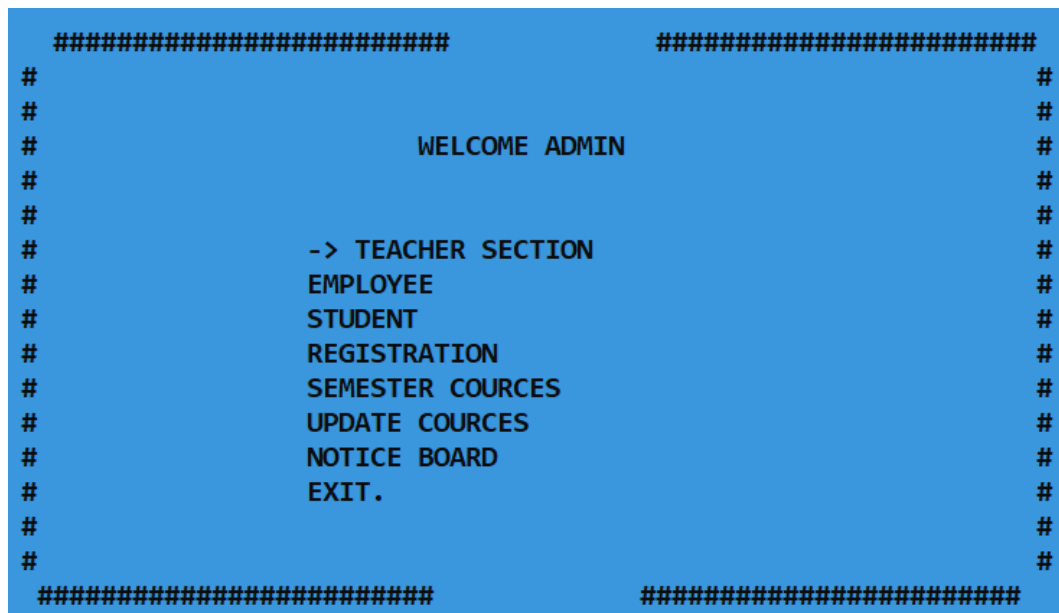 ######################### ########################
# #
# #
# WELCOME ADMIN #
# #
# #
# -> TEACHER SECTION #
# EMPLOYEE #
# STUDENT #
# REGISTRATION #
# SEMESTER COURCES #
# UPDATE COURCES #
# NOTICE BOARD #
# EXIT. #
# #
# #
######################### ########################